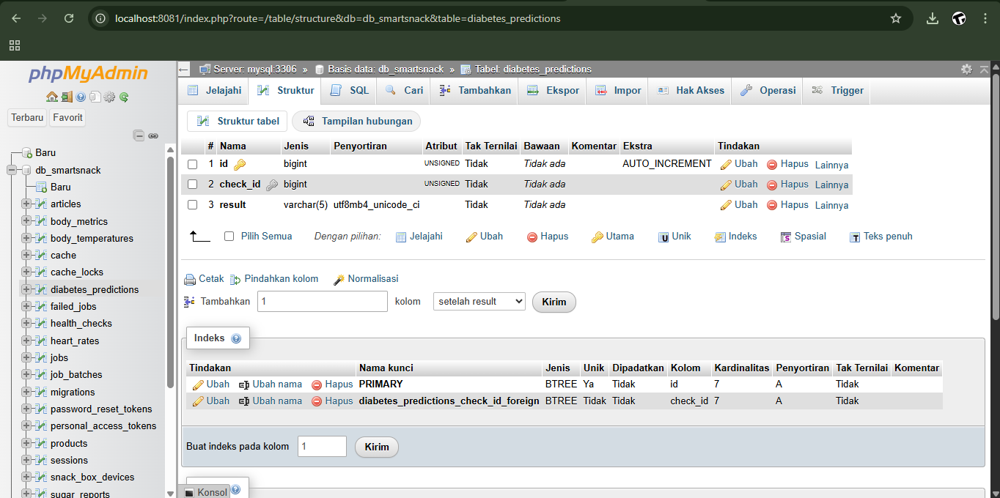 localhost:8081/index.php?route=/table/structure&db=db_smartsnack&table=diabetes_predictions
phpMyAdmin
Terbaru Favorit
Baru
db_smartsnack
Baru
articles
body_metrics
body_temperatures
cache
cache_locks
diabetes_predictions
failed_jobs
health_checks
heart_rates
jobs
job_batches
migrations
password_reset_tokens
personal_access_tokens
products
sessions
snack_box_devices
sugar_reports
Server: mysql:3306 » Basis data: db_smartsnack » Tabel: diabetes_predictions
Jelajahi Struktur SQL Cari Tambahkan Ekspor Impor Hak Akses Operasi Trigger
Struktur tabel Tampilan hubungan
# Nama Jenis Penyortiran Atribut Tak Ternilai Bawaan Komentar Ekstra Tindakan
1 id bigint UNSIGNED Tidak Tidak ada AUTO_INCREMENT Ubah Hapus Lainnya
2 check_id bigint UNSIGNED Tidak Tidak ada Ubah Hapus Lainnya
3 result varchar(5) utf8mb4_unicode_ci Tidak Tidak ada Ubah Hapus Lainnya
Pilih Semua Dengan pilihan: Jelajahi Ubah Hapus Utama Unik Indeks Spasial Teks penuh
Cetak Pindahkan kolom Normalisasi
Tambahkan 1 kolom setelah result Kirim
Indeks
Tindakan Nama kunci Jenis Unik Dipadatkan Kolom Kardinalitas Penyortiran Tak Ternilai Komentar
Ubah Ubah nama Hapus PRIMARY BTREE Ya Tidak id 7 A Tidak
Ubah Ubah nama Hapus diabetes_predictions_check_id_foreign BTREE Tidak Tidak check_id 7 A Tidak
Buat indeks pada kolom 1 Kirim
Konsol